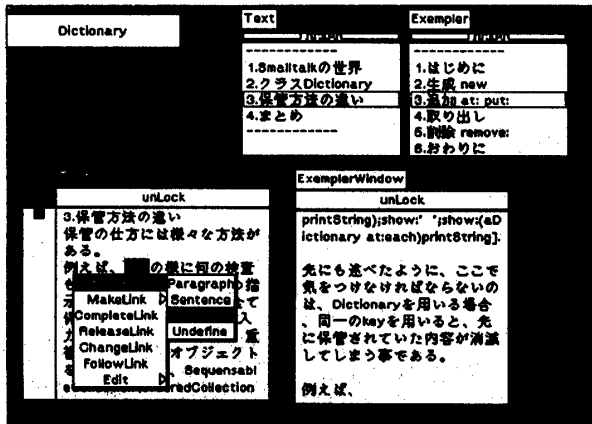 Dictionary
Text
1.Smalltalkの世界
2.クラスDictionary
3.保管方法の違い
4.まとめ
Exempler
1.はじめに
2.生成 new
3.追加 at: put:
4.取り出し
5.削除 remove:
6.おわりに
unLock
3.保管方法の違い
保管の仕方には様々な方法が
ある。
例えば、 の様に何の検査
Paragraph
MakeLink Sentence
CompleteLink
ReleaseLink Undefine
ChangeLink オブジェクト
FollowLink Sequensabl
Edit redCollection
ExemplerWindow
unLock
printString);show:' ';show:(aD
ictionary at:each)printString].
先にも述べたように、ここで
気をつけなければならないの
は、Dictionaryを用いる場合
、同一のkeyを用いると、先
に保管されていた内容が消滅
してしまう事である。
例えば、